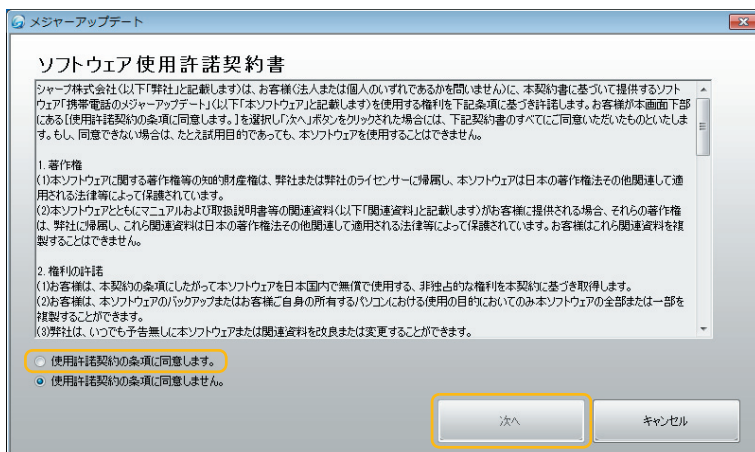 メジャーアップデート
ソフトウェア使用許諾契約書
シャープ株式会社(以下「弊社」と記載します)は、お客様(法人または個人のいずれであるかを問いません)に、本契約書に基づいて提供するソフト
ウェア「携帯電話のメジャーアップデート」(以下「本ソフトウェア」と記載します)を使用する権利を下記条項に基づき許諾します。お客様が本画面下部
にある[使用許諾契約の条項に同意します。]を選択し「次へ」ボタンをクリックされた場合には、下記契約書のすべてにご同意いただいたものといたしま
す。もし、同意できない場合は、たとえ試用目的であっても、本ソフトウェアを使用することはできません。
1. 著作権
(1)本ソフトウェアに関する著作権等の知的財産権は、弊社または弊社のライセンサーに帰属し、本ソフトウェアは日本の著作権法その他関連して適
用される法律等によって保護されています。
(2)本ソフトウェアとともにマニュアルおよび取扱説明書等の関連資料(以下「関連資料」と記載します)がお客様に提供される場合、それらの著作権
は、弊社に帰属し、これら関連資料は日本の著作権法その他関連して適用される法律等によって保護されています。お客様はこれら関連資料を複
製することはできません。
2. 権利の許諾
(1)お客様は、本契約の条項にしたがって本ソフトウェアを日本国内で無償で使用する、非独占的な権利を本契約に基づき取得します。
(2)お客様は、本ソフトウェアのバックアップまたはお客様ご自身の所有するパソコンにおける使用の目的においてのみ本ソフトウェアの全部または一部を
複製することができます。
(3)弊社は、いつでも予告無しに本ソフトウェアまたは関連資料を改良または変更することができます。
使用許諾契約の条項に同意します。
使用許諾契約の条項に同意しません。
次へ
キャンセル